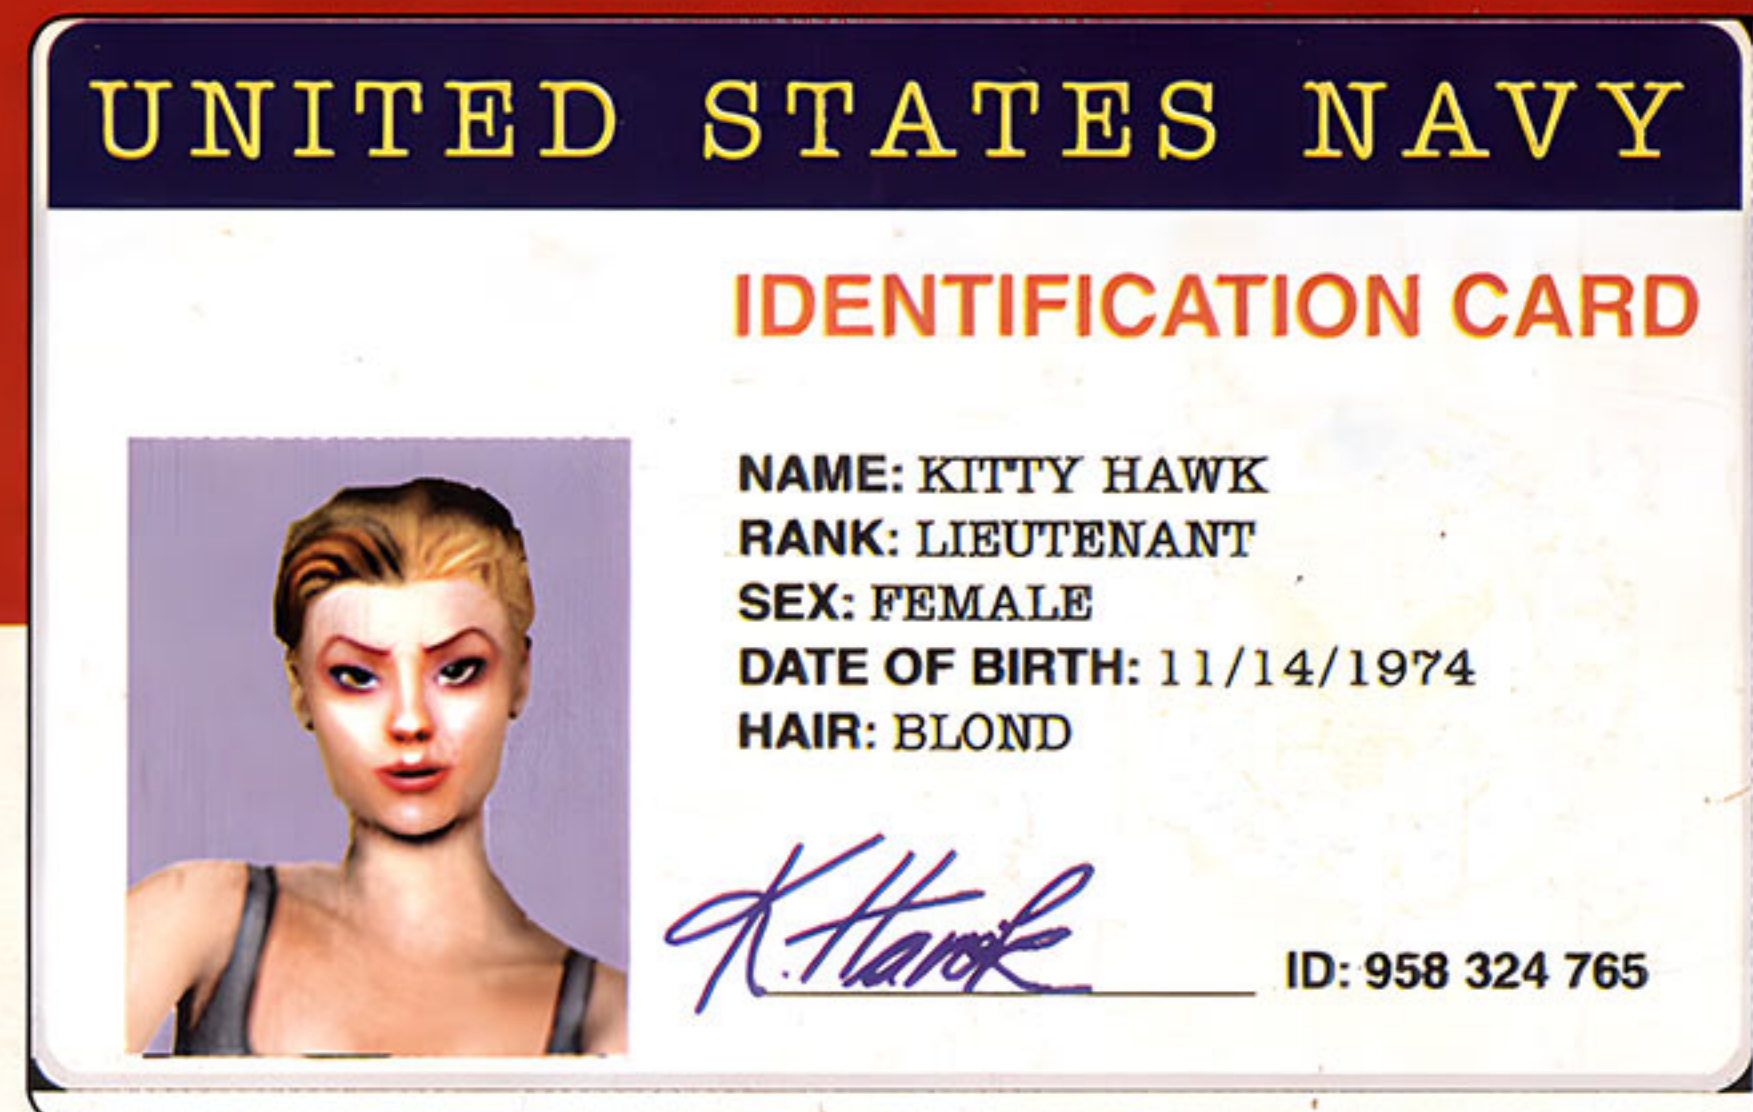 UNITED STATES NAVY
IDENTIFICATION CARD
NAME: KITTY HAWK
RANK: LIEUTENANT
SEX: FEMALE
DATE OF BIRTH: 11/14/1974
HAIR: BLOND
K. Hawk
ID: 958 324 765